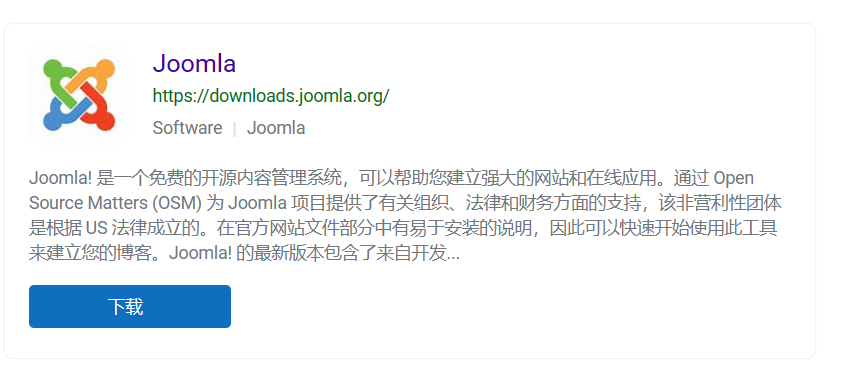 Joomla
https://downloads.joomla.org/
Software | Joomla
Joomla! 是一个免费的开源内容管理系统，可以帮助您建立强大的网站和在线应用。通过 Open
Source Matters (OSM) 为 Joomla 项目提供了有关组织、法律和财务方面的支持，该非营利性团体
是根据 US 法律成立的。在官方网站文件部分中有易于安装的说明，因此可以快速开始使用此工具
来建立您的博客。Joomla! 的最新版本包含了来自开发...
下载